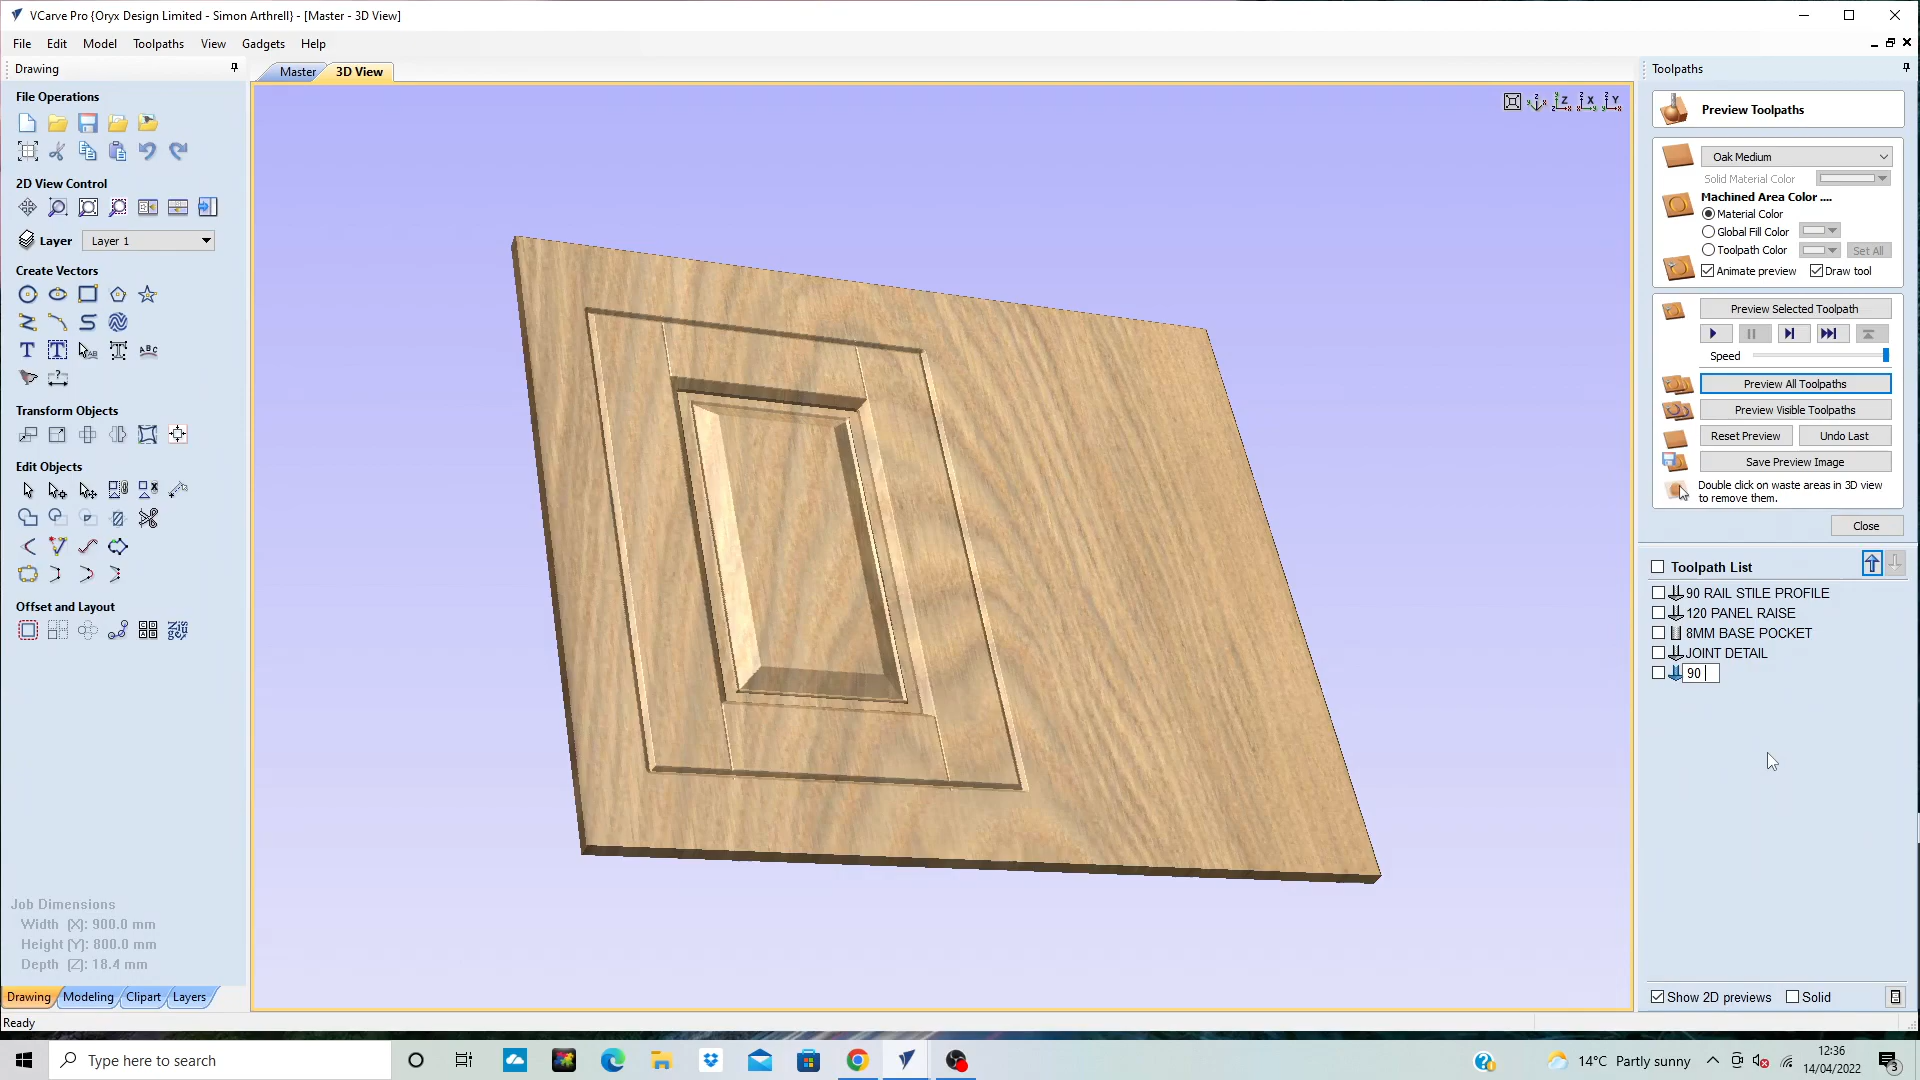 VCarve Pro {Oryx Design Limited - Simon Arthrell} - [Master - 3D View]
File Edit Model Toolpaths View Gadgets Help
Drawing
File Operations
2D View Control
Layer Layer 1
Create Vectors
Transform Objects
Edit Objects
Offset and Layout
Job Dimensions
Width (X): 900.0 mm
Height (Y): 800.0 mm
Depth (Z): 18.4 mm
Drawing Modeling Clipart Layers
Ready
Master 3D View
Toolpaths
Preview Toolpaths
Oak Medium
Solid Material Color
Machined Area Color ....
Material Color
Global Fill Color
Toolpath Color Set All
Animate preview Draw tool
Preview Selected Toolpath
Speed
Preview All Toolpaths
Preview Visible Toolpaths
Reset Preview Undo Last
Save Preview Image
Double click on waste areas in 3D view
to remove them.
Close
Toolpath List
90 RAIL STILE PROFILE
120 PANEL RAISE
8MM BASE POCKET
JOINT DETAIL
90
Show 2D previews Solid
Type here to search
14°C Partly sunny
12:36
14/04/2022
3